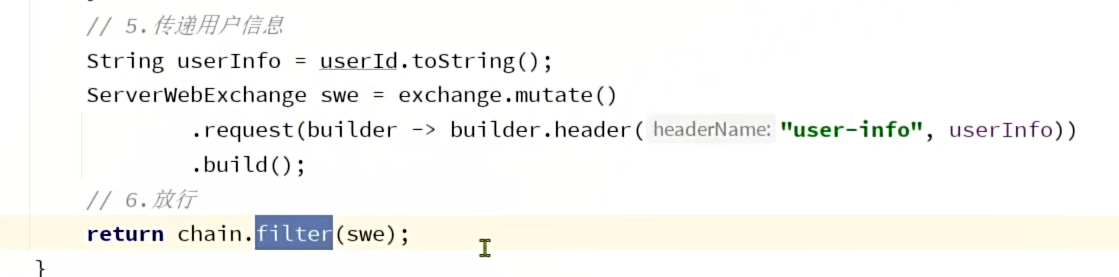 // 5.传递用户信息
String userInfo = userId.toString();
ServerWebExchange swe = exchange.mutate()
.request(builder -> builder.header( headerName: "user-info", userInfo))
.build();
// 6.放行
return chain.filter(swe);
}